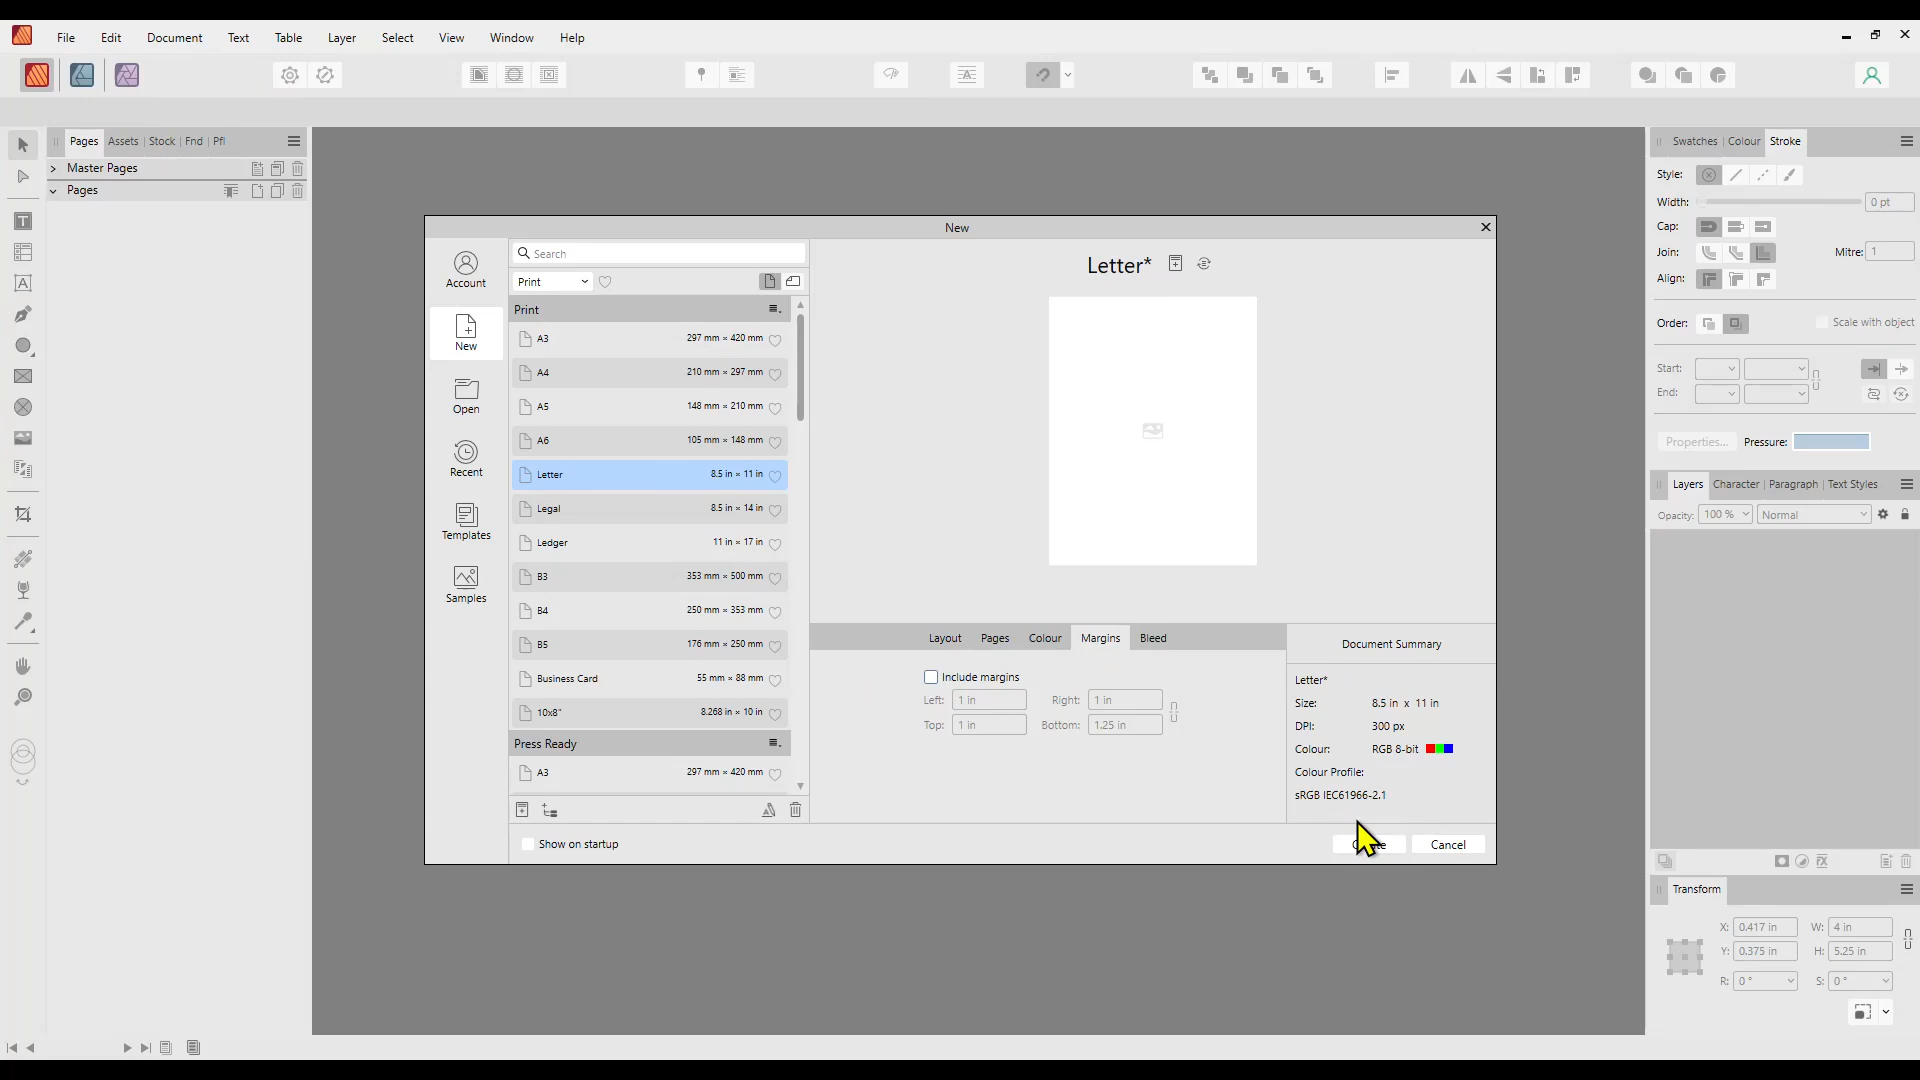 File Edit Document Text Table Layer Select View Window Help
Pages Assets Stock Fnd Pfl
Master Pages
Pages
New
Account
New
Open
Recent
Templates
Samples
Search
Print
Print
A3 297 mm × 420 mm
A4 210 mm × 297 mm
A5 148 mm × 210 mm
A6 105 mm × 148 mm
Letter 8.5 in × 11 in
Legal 8.5 in × 14 in
Ledger 11 in × 17 in
B3 353 mm × 500 mm
B4 250 mm × 353 mm
B5 176 mm × 250 mm
Business Card 55 mm × 88 mm
10x8" 8.268 in × 10 in
Press Ready
A3 297 mm × 420 mm
Show on startup
Letter*
Layout Pages Colour Margins Bleed
Include margins
Left: 1 in Right: 1 in
Top: 1 in Bottom: 1.25 in
Document Summary
Letter*
Size: 8.5 in x 11 in
DPI: 300 px
Colour: RGB 8-bit
Colour Profile:
sRGB IEC61966-2.1
Cancel
Swatches Colour Stroke
Style:
Width: 0 pt
Cap:
Join: Mitre: 1
Align:
Order: Scale with object
Start:
End:
Properties... Pressure:
Layers Character Paragraph Text Styles
Opacity: 100 % Normal
Transform
X: 0.417 in W: 4 in
Y: 0.375 in H: 5.25 in
R: 0 ° S: 0 °